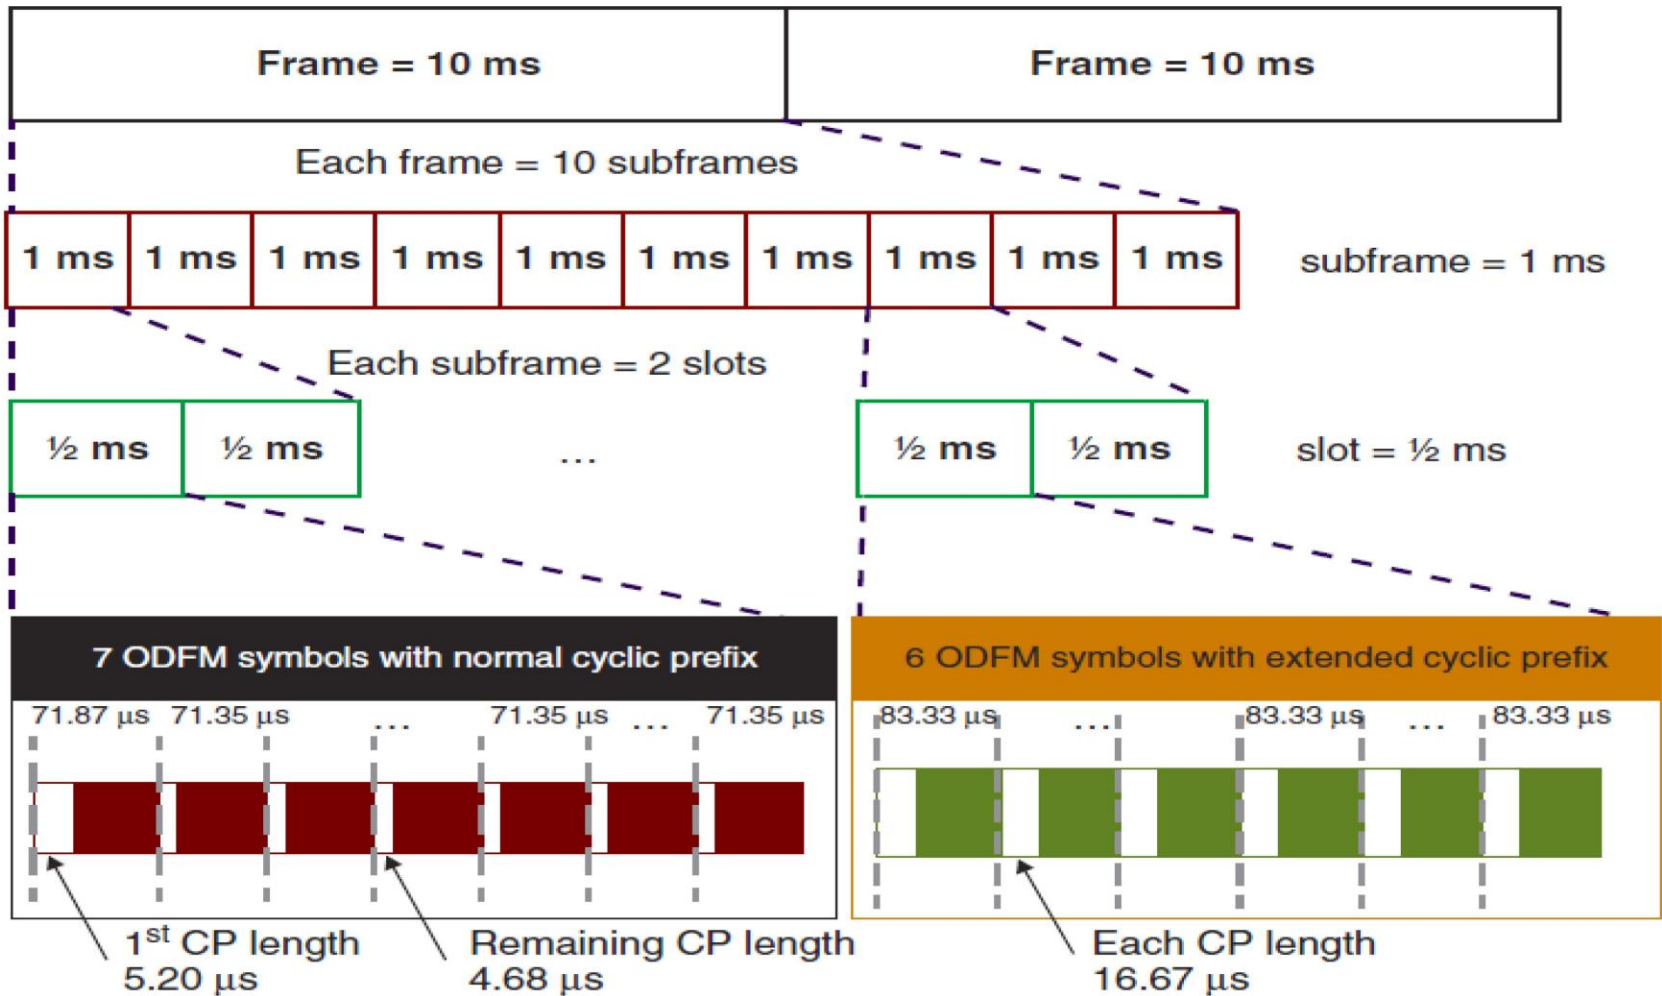 Frame = 10 ms Frame = 10 ms
Each frame = 10 subframes
1 ms 1 ms 1 ms 1 ms 1 ms 1 ms 1 ms 1 ms 1 ms 1 ms subframe = 1 ms
Each subframe = 2 slots
½ ms ½ ms ... ½ ms ½ ms slot = ½ ms
7 ODFM symbols with normal cyclic prefix
71.87 μs 71.35 μs ... 71.35 μs ... 71.35 μs
1st CP length
5.20 μs
Remaining CP length
4.68 μs
6 ODFM symbols with extended cyclic prefix
83.33 μs ... 83.33 μs ... 83.33 μs
Each CP length
16.67 μs